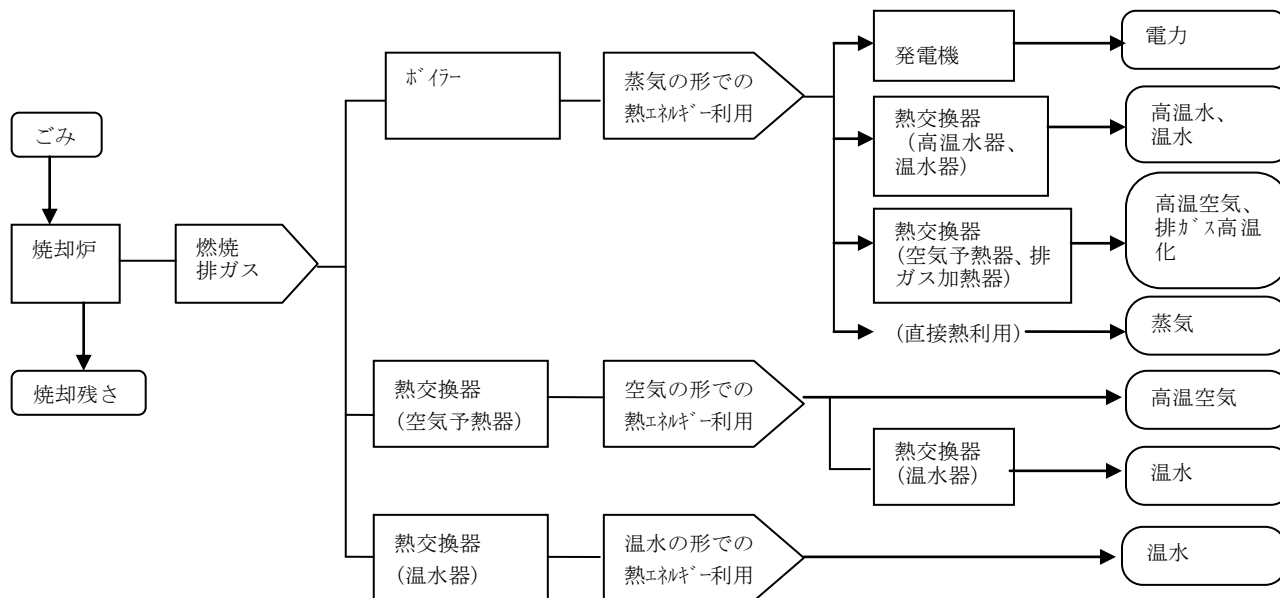 ごみ
焼却炉
焼却残さ
燃焼
排ガス
ﾎﾞｲﾗｰ
蒸気の形での
熱ｴﾈﾙｷﾞｰ利用
発電機
電力
熱交換器
(高温水器、
温水器)
高温水、
温水
熱交換器
(空気予熱器、排
ガス加熱器)
高温空気、
排ｶﾞｽ高温
化
(直接熱利用)
蒸気
熱交換器
(空気予熱器)
空気の形での
熱ｴﾈﾙｷﾞｰ利用
高温空気
熱交換器
(温水器)
温水
熱交換器
(温水器)
温水の形での
熱ｴﾈﾙｷﾞｰ利用
温水